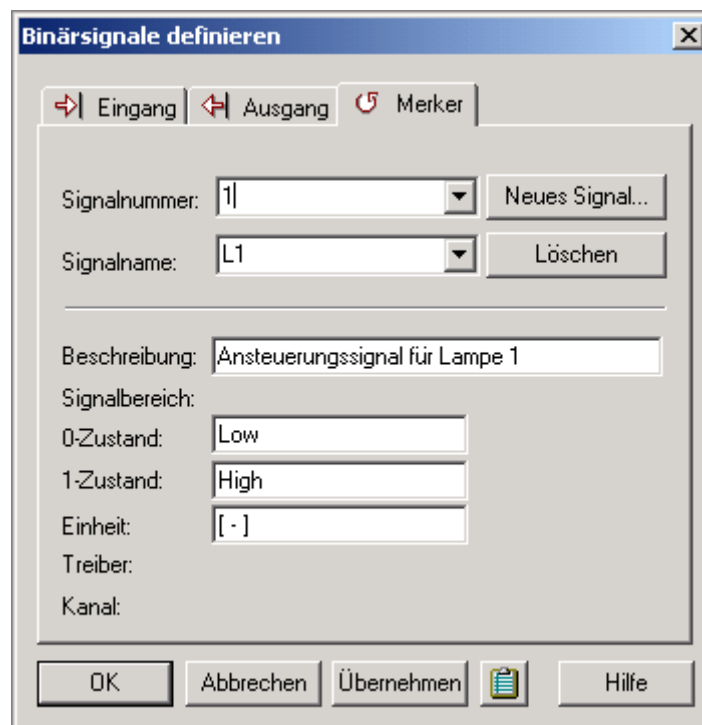 Binärsignale definieren
Eingang Ausgang Merker
Signalnummer: 1 Neues Signal...
Signalname: L1 Löschen
Beschreibung: Ansteuerungssignal für Lampe 1
Signalbereich:
0-Zustand: Low
1-Zustand: High
Einheit: [ - ]
Treiber:
Kanal:
OK Abbrechen Übernehmen Hilfe